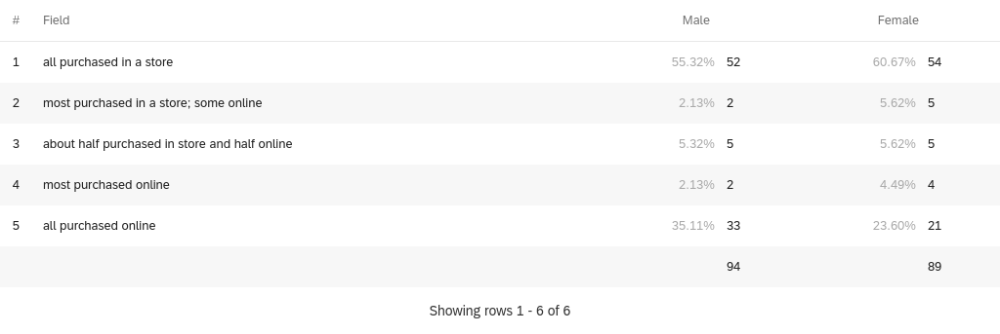 # Field Male Female
1 all purchased in a store 55.32% 52 60.67% 54
2 most purchased in a store; some online 2.13% 2 5.62% 5
3 about half purchased in store and half online 5.32% 5 5.62% 5
4 most purchased online 2.13% 2 4.49% 4
5 all purchased online 35.11% 33 23.60% 21
94 89
Showing rows 1 - 6 of 6